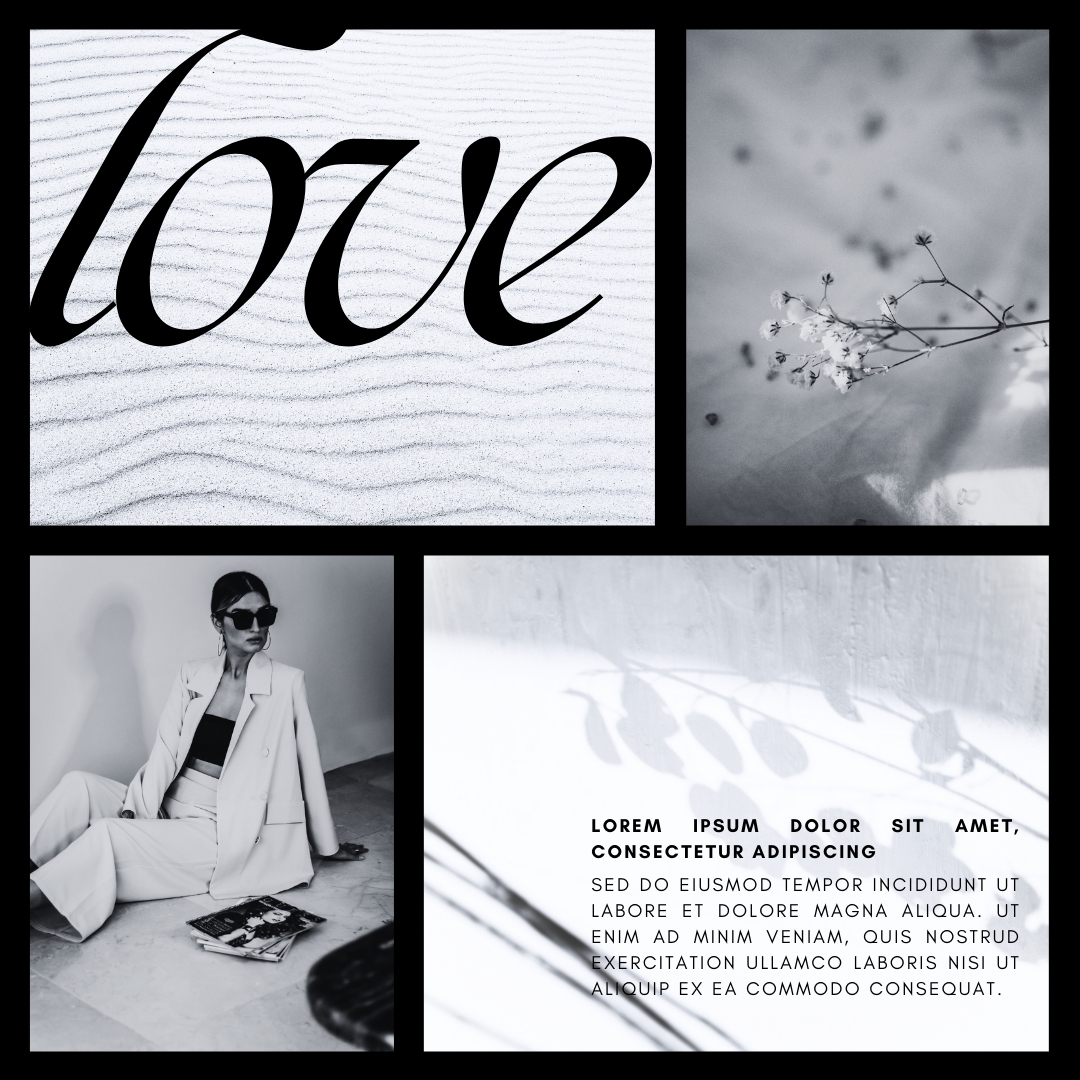 love
LOREM IPSUM DOLOR SIT AMET,
CONSECTETUR ADIPISCING
SED DO EIUSMOD TEMPOR INCIDIDUNT UT
LABORE ET DOLORE MAGNA ALIQUA. UT
ENIM AD MINIM VENIAM, QUIS NOSTRUD
EXERCITATION ULLAMCO LABORIS NISI UT
ALIQUIP EX EA COMMODO CONSEQUAT.